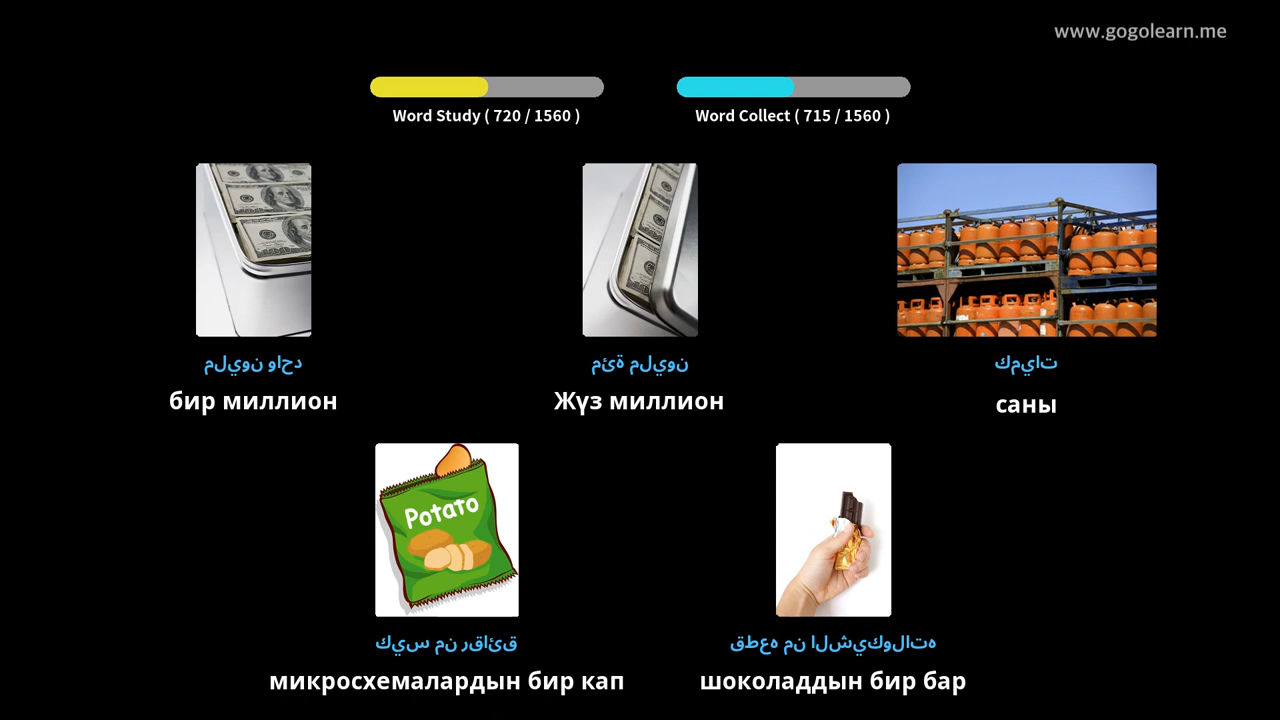 www.gogolearn.me
Word Study ( 720 / 1560 )
Word Collect ( 715 / 1560 )
مليون واحد
бир миллион
مئة مليون
Жүз миллион
كميات
саны
Potato
كيس من رقائق
микросхемалардын бир кап
قطعه من الشيكولاته
шоколаддын бир бар